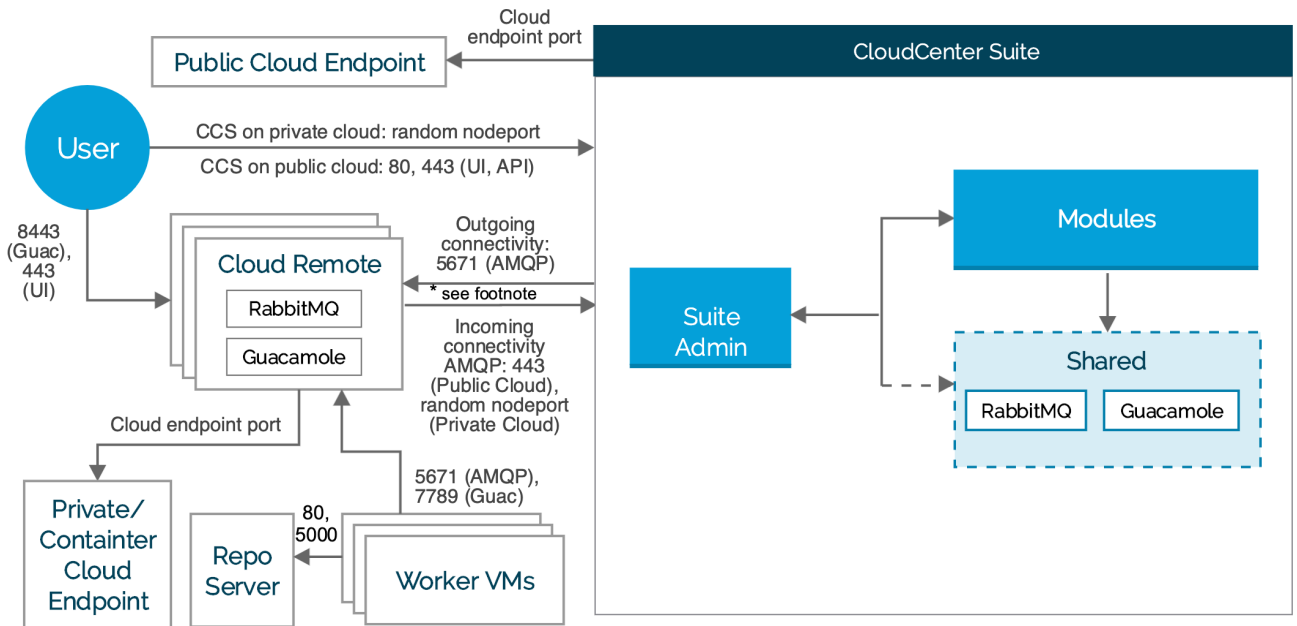 Cloud
endpoint port
Public Cloud Endpoint
CloudCenter Suite
User
CCS on private cloud: random nodeport
CCS on public cloud: 80, 443 (UI, API)
8443
(Guac),
443
(UI)
Cloud Remote
RabbitMQ
Guacamole
Outgoing
connectivity:
5671 (AMQP)
* see footnote
Incoming
connectivity
AMQP: 443
(Public Cloud),
random nodeport
(Private Cloud)
Suite
Admin
Modules
Shared
RabbitMQ
Guacamole
Cloud endpoint port
5671 (AMQP),
7789 (Guac)
Private/
Containter
Cloud
Endpoint
Repo
Server
80,
5000
Worker VMs